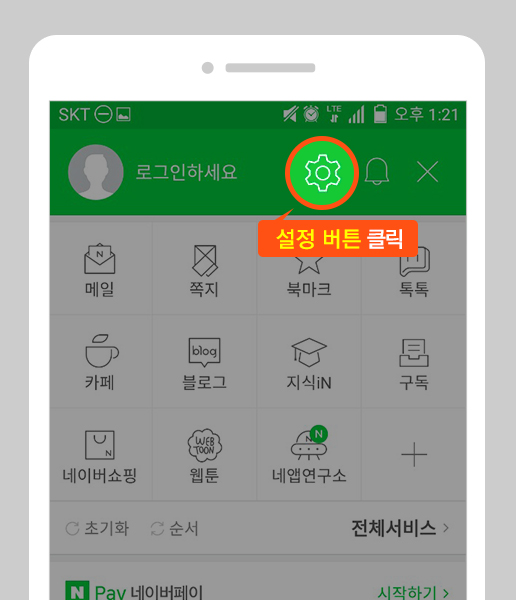 SKT LTE 오후 1:21
로그인하세요
설정 버튼 클릭
N
메일 쪽지 북마크 톡톡
blog
카페 블로그 지식iN 구독
N WEB TOON N
네이버쇼핑 웹툰 네앱연구소
초기화 순서 전체서비스 >
N Pay 네이버페이 시작하기 >